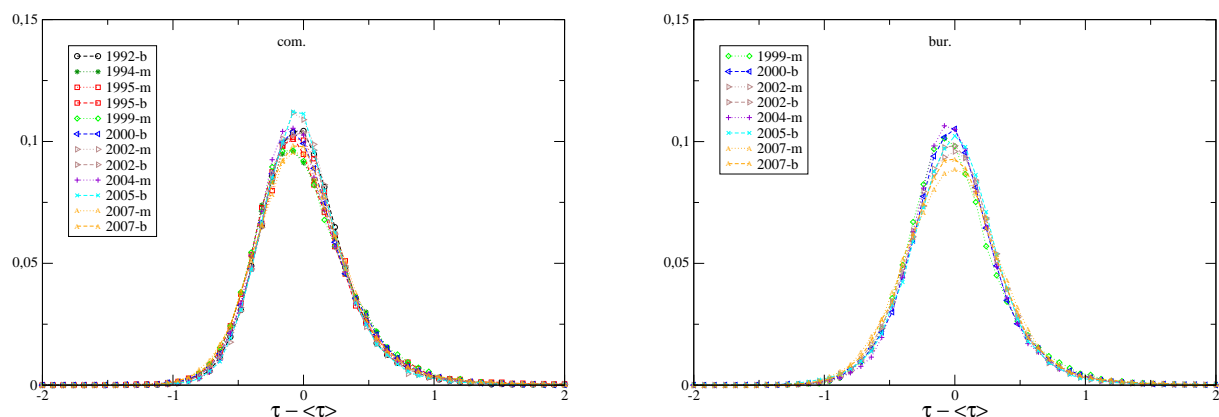 com.
0,15
0,1
0,05
0
1992-b
1994-m
1995-m
1995-b
1999-m
2000-b
2002-m
2002-b
2004-m
2005-b
2007-m
2007-b
-2
-1
0
1
2
τ – <τ>
bur.
0,15
0,1
0,05
0
1999-m
2000-b
2002-m
2002-b
2004-m
2005-b
2007-m
2007-b
-2
-1
0
1
2
τ – <τ>